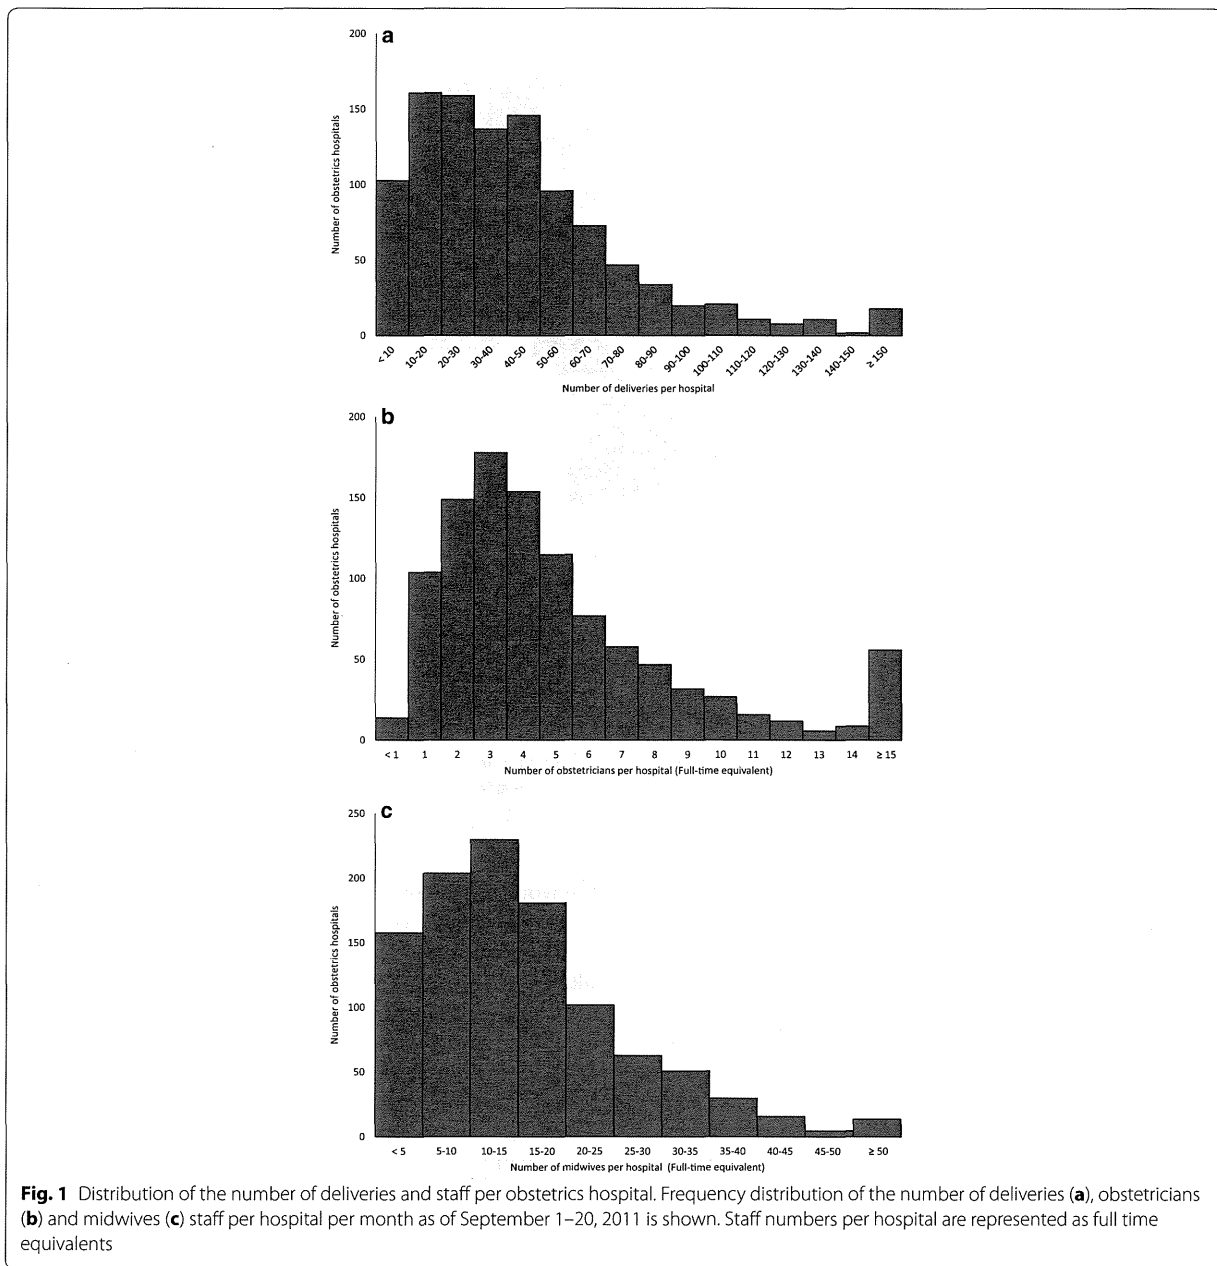 a
200
150
100
50
0
Number of obstetrics hospitals
< 10
10-20
20-30
30-40
40-50
50-60
60-70
70-80
80-90
90-100
100-110
110-120
120-130
130-140
140-150
≥ 150
Number of deliveries per hospital
b
200
150
100
50
0
Number of obstetrics hospitals
< 1 1 2 3 4 5 6 7 8 9 10 11 12 13 14 ≥ 15
Number of obstetricians per hospital (Full-time equivalent)
c
250
200
150
100
50
0
Number of obstetrics hospitals
< 5 5-10 10-15 15-20 20-25 25-30 30-35 35-40 40-45 45-50 ≥ 50
Number of midwives per hospital (Full-time equivalent)
Fig. 1 Distribution of the number of deliveries and staff per obstetrics hospital. Frequency distribution of the number of deliveries (a), obstetricians
(b) and midwives (c) staff per hospital per month as of September 1–20, 2011 is shown. Staff numbers per hospital are represented as full time
equivalents